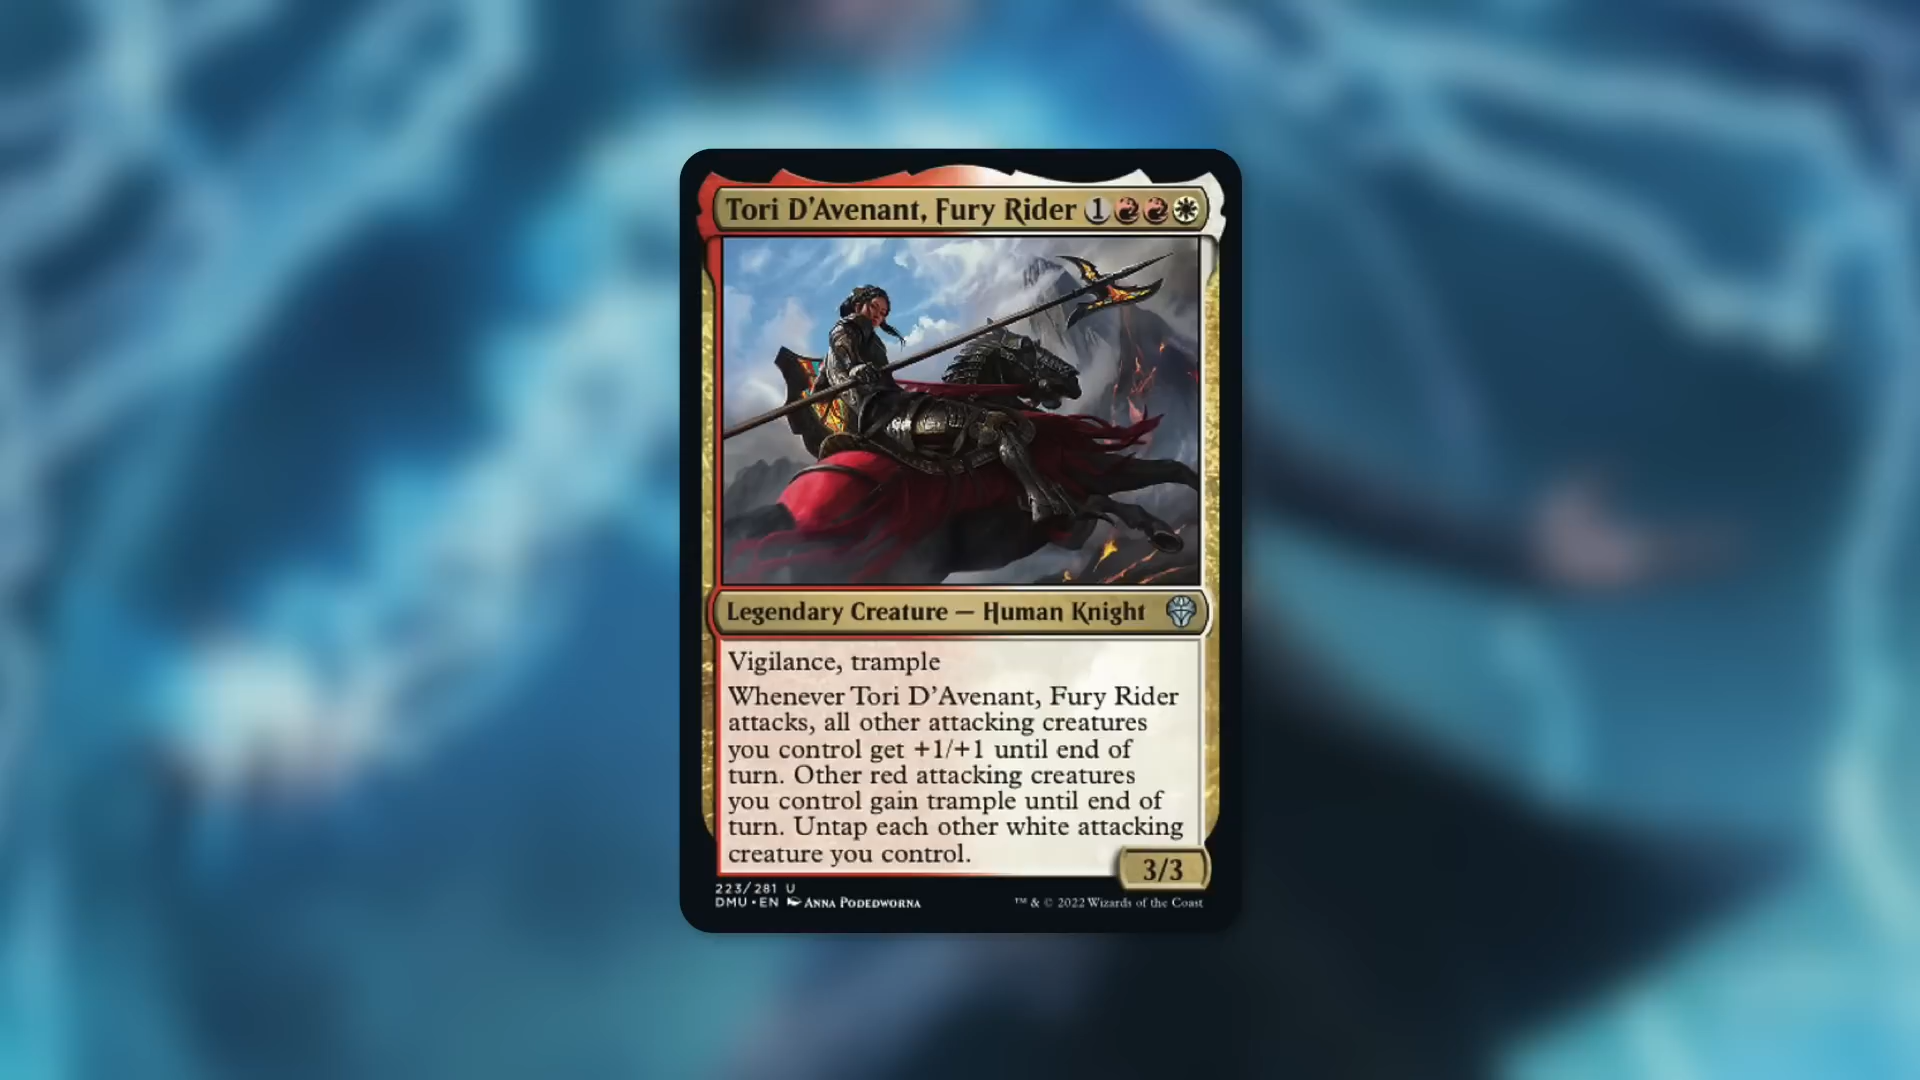 Tori D'Avenant, Fury Rider 1
Legendary Creature — Human Knight
Vigilance, trample
Whenever Tori D'Avenant, Fury Rider
attacks, all other attacking creatures
you control get +1/+1 until end of
turn. Other red attacking creatures
you control gain trample until end of
turn. Untap each other white attacking
creature you control.
3/3
223/281 U
DMU • EN Anna Podedworna
™ & © 2022 Wizards of the Coast